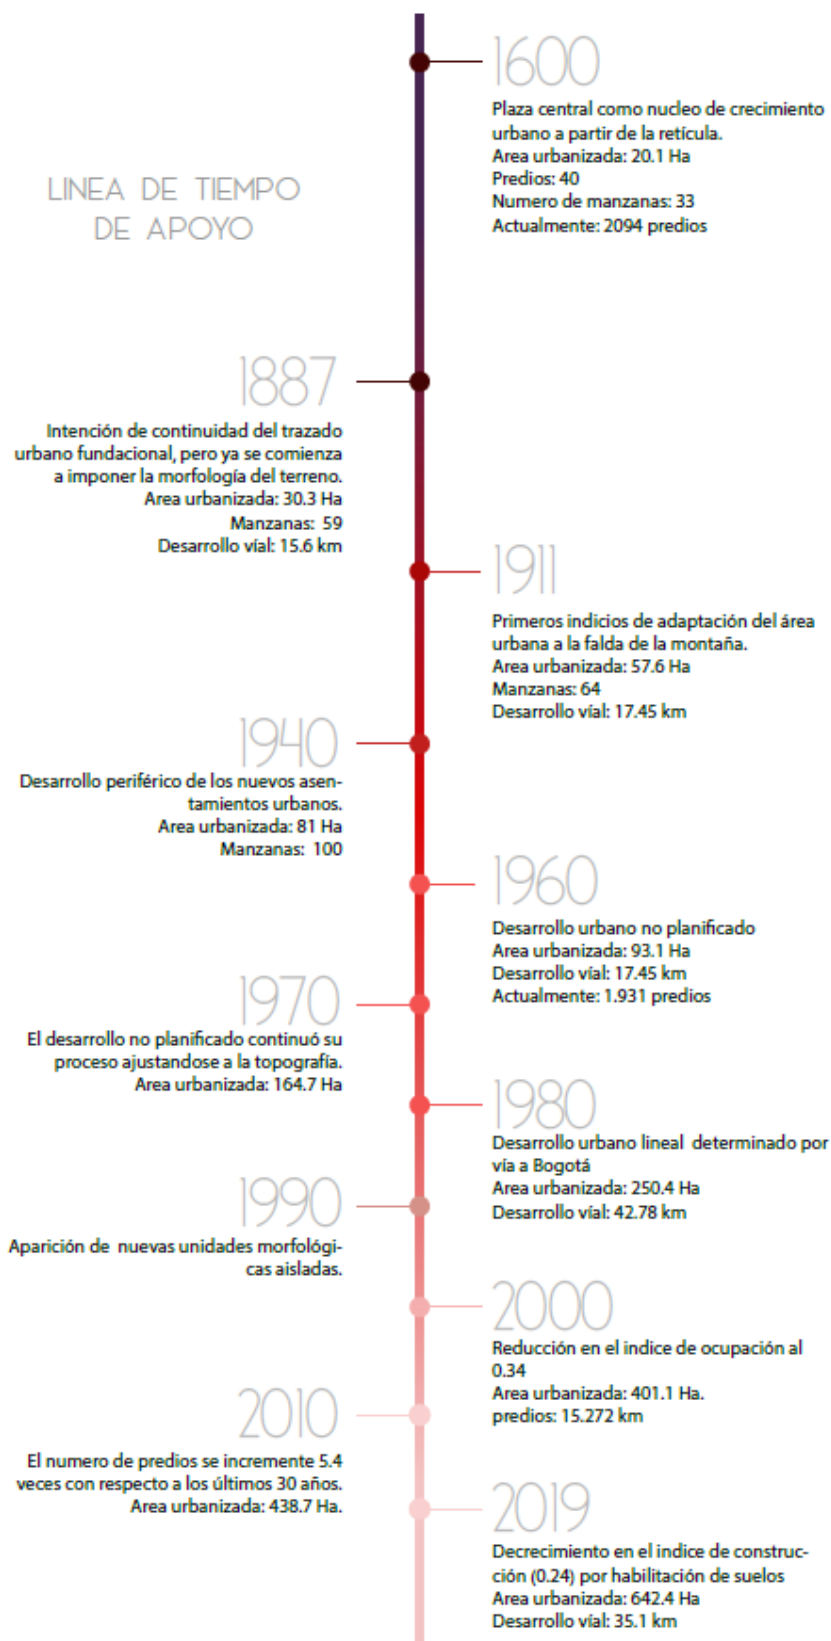 LINEA DE TIEMPO
DE APOYO
1600
Plaza central como nucleo de crecimiento
urbano a partir de la retícula.
Area urbanizada: 20.1 Ha
Predios: 40
Numero de manzanas: 33
Actualmente: 2094 predios
1887
Intención de continuidad del trazado
urbano fundacional, pero ya se comienza
a imponer la morfología del terreno.
Area urbanizada: 30.3 Ha
Manzanas: 59
Desarrollo víal: 15.6 km
1911
Primeros indicios de adaptación del área
urbana a la falda de la montaña.
Area urbanizada: 57.6 Ha
Manzanas: 64
Desarrollo víal: 17.45 km
1940
Desarrollo periférico de los nuevos asen-
tamientos urbanos.
Area urbanizada: 81 Ha
Manzanas: 100
1960
Desarrollo urbano no planificado
Area urbanizada: 93.1 Ha
Desarrollo víal: 17.45 km
Actualmente: 1.931 predios
1970
El desarrollo no planificado continuó su
proceso ajustandose a la topografía.
Area urbanizada: 164.7 Ha
1980
Desarrollo urbano lineal determinado por
vía a Bogotá
Area urbanizada: 250.4 Ha
Desarrollo víal: 42.78 km
1990
Aparición de nuevas unidades morfológi-
cas aisladas.
2000
Reducción en el indice de ocupación al
0.34
Area urbanizada: 401.1 Ha.
predios: 15.272 km
2010
El numero de predios se incremente 5.4
veces con respecto a los últimos 30 años.
Area urbanizada: 438.7 Ha.
2019
Decrecimiento en el indice de construc-
ción (0.24) por habilitación de suelos
Area urbanizada: 642.4 Ha
Desarrollo víal: 35.1 km